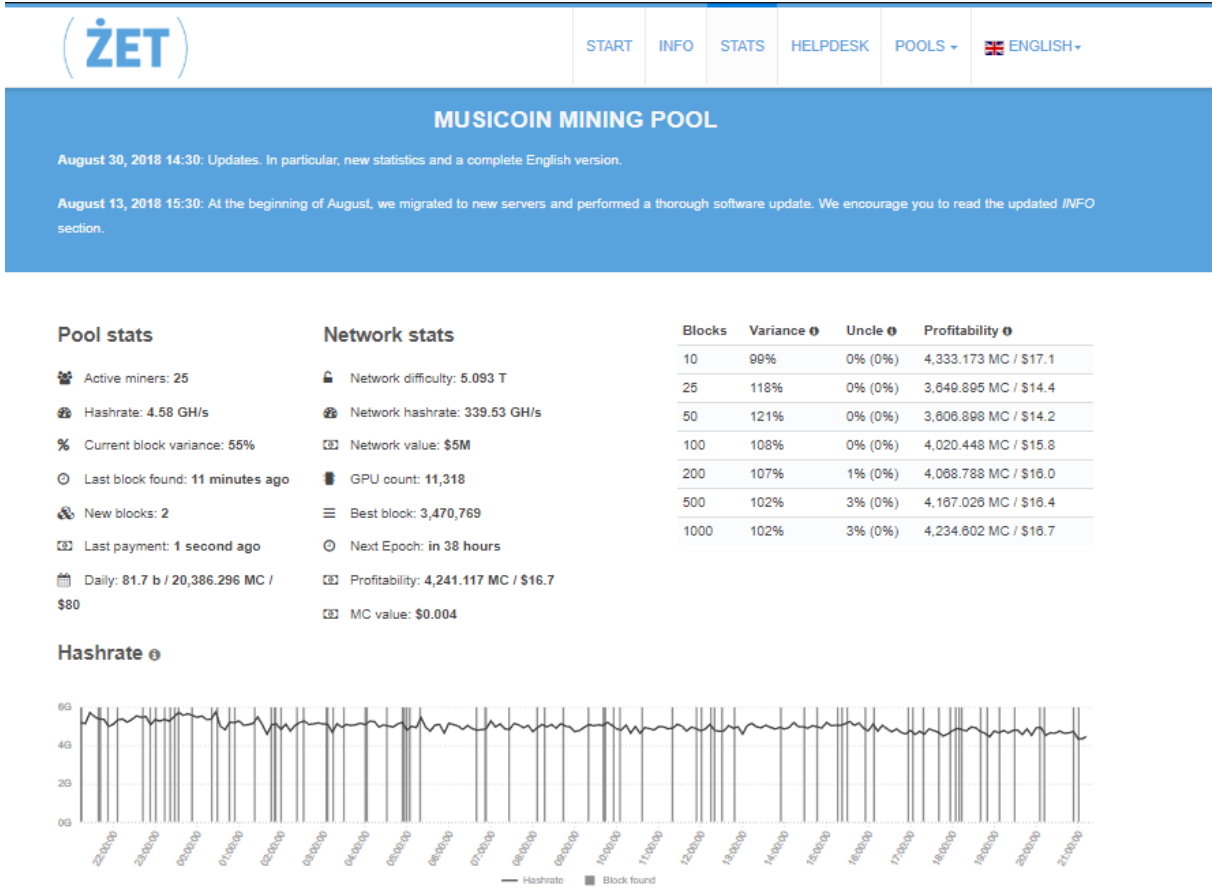 (ŻET)
START INFO STATS HELPDESK POOLS ENGLISH
MUSICOIN MINING POOL
August 30, 2018 14:30: Updates. In particular, new statistics and a complete English version.
August 13, 2018 15:30: At the beginning of August, we migrated to new servers and performed a thorough software update. We encourage you to read the updated INFO
section.
Pool stats
Active miners: 25
Hashrate: 4.58 GH/s
Current block variance: 55%
Last block found: 11 minutes ago
New blocks: 2
Last payment: 1 second ago
Daily: 81.7 b / 20,386.296 MC /
$80
Network stats
Network difficulty: 5.093 T
Network hashrate: 339.53 GH/s
Network value: $5M
GPU count: 11,318
Best block: 3,470,769
Next Epoch: in 38 hours
Profitability: 4,241.117 MC / $16.7
MC value: $0.004
Blocks Variance Uncle Profitability
10 99% 0% (0%) 4,333.173 MC / $17.1
25 118% 0% (0%) 3,649.895 MC / $14.4
50 121% 0% (0%) 3,606.898 MC / $14.2
100 108% 0% (0%) 4,020.448 MC / $15.8
200 107% 1% (0%) 4,068.788 MC / $16.0
500 102% 3% (0%) 4,167.026 MC / $16.4
1000 102% 3% (0%) 4,234.602 MC / $16.7
Hashrate
6G
4G
2G
0G
22:00:00 23:00:00 00:00:00 01:00:00 02:00:00 03:00:00 04:00:00 05:00:00 06:00:00 07:00:00 08:00:00 09:00:00 10:00:00 11:00:00 12:00:00 13:00:00 14:00:00 15:00:00 16:00:00 17:00:00 18:00:00 19:00:00 20:00:00 21:00:00
Hashrate Block found